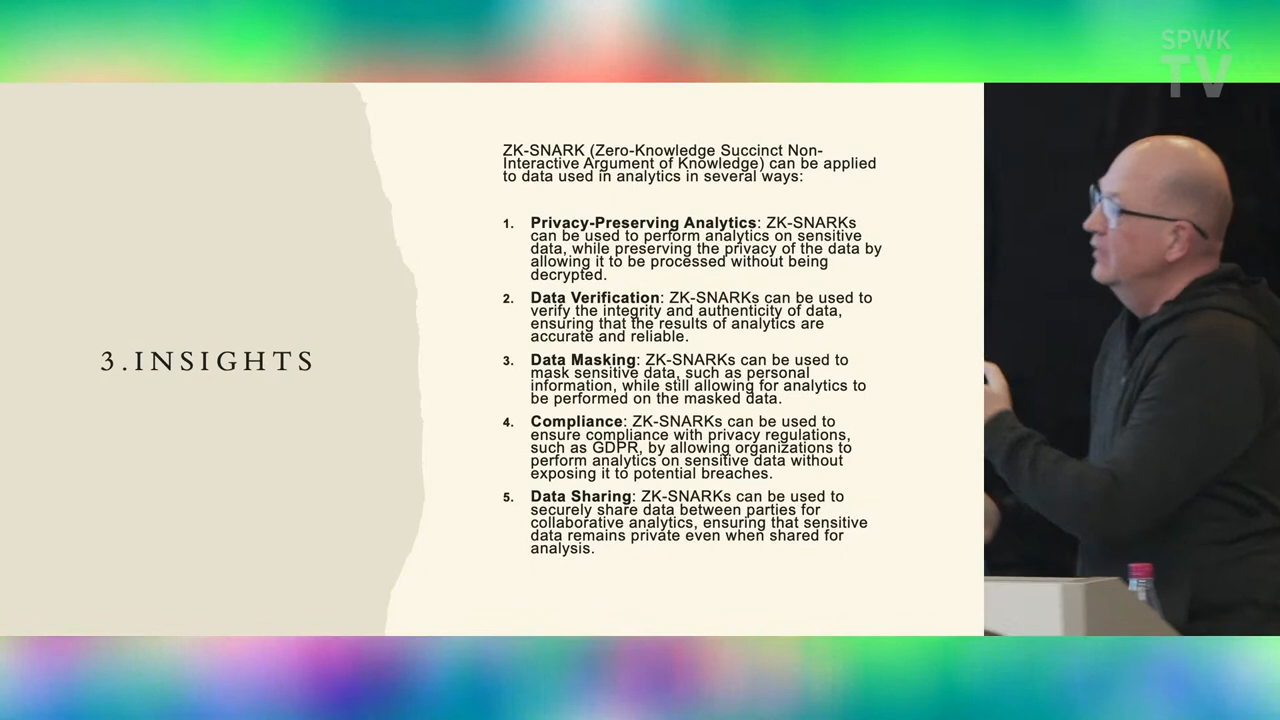 SPWK
TV
3.INSIGHTS
ZK-SNARK (Zero-Knowledge Succinct Non-
Interactive Argument of Knowledge) can be applied
to data used in analytics in several ways:
1. Privacy-Preserving Analytics: ZK-SNARKs
can be used to perform analytics on sensitive
data, while preserving the privacy of the data by
allowing it to be processed without being
decrypted.
2. Data Verification: ZK-SNARKs can be used to
verify the integrity and authenticity of data,
ensuring that the results of analytics are
accurate and reliable.
3. Data Masking: ZK-SNARKs can be used to
mask sensitive data, such as personal
information, while still allowing for analytics to
be performed on the masked data.
4. Compliance: ZK-SNARKs can be used to
ensure compliance with privacy regulations,
such as GDPR, by allowing organizations to
perform analytics on sensitive data without
exposing it to potential breaches.
5. Data Sharing: ZK-SNARKs can be used to
securely share data between parties for
collaborative analytics, ensuring that sensitive
data remains private even when shared for
analysis.